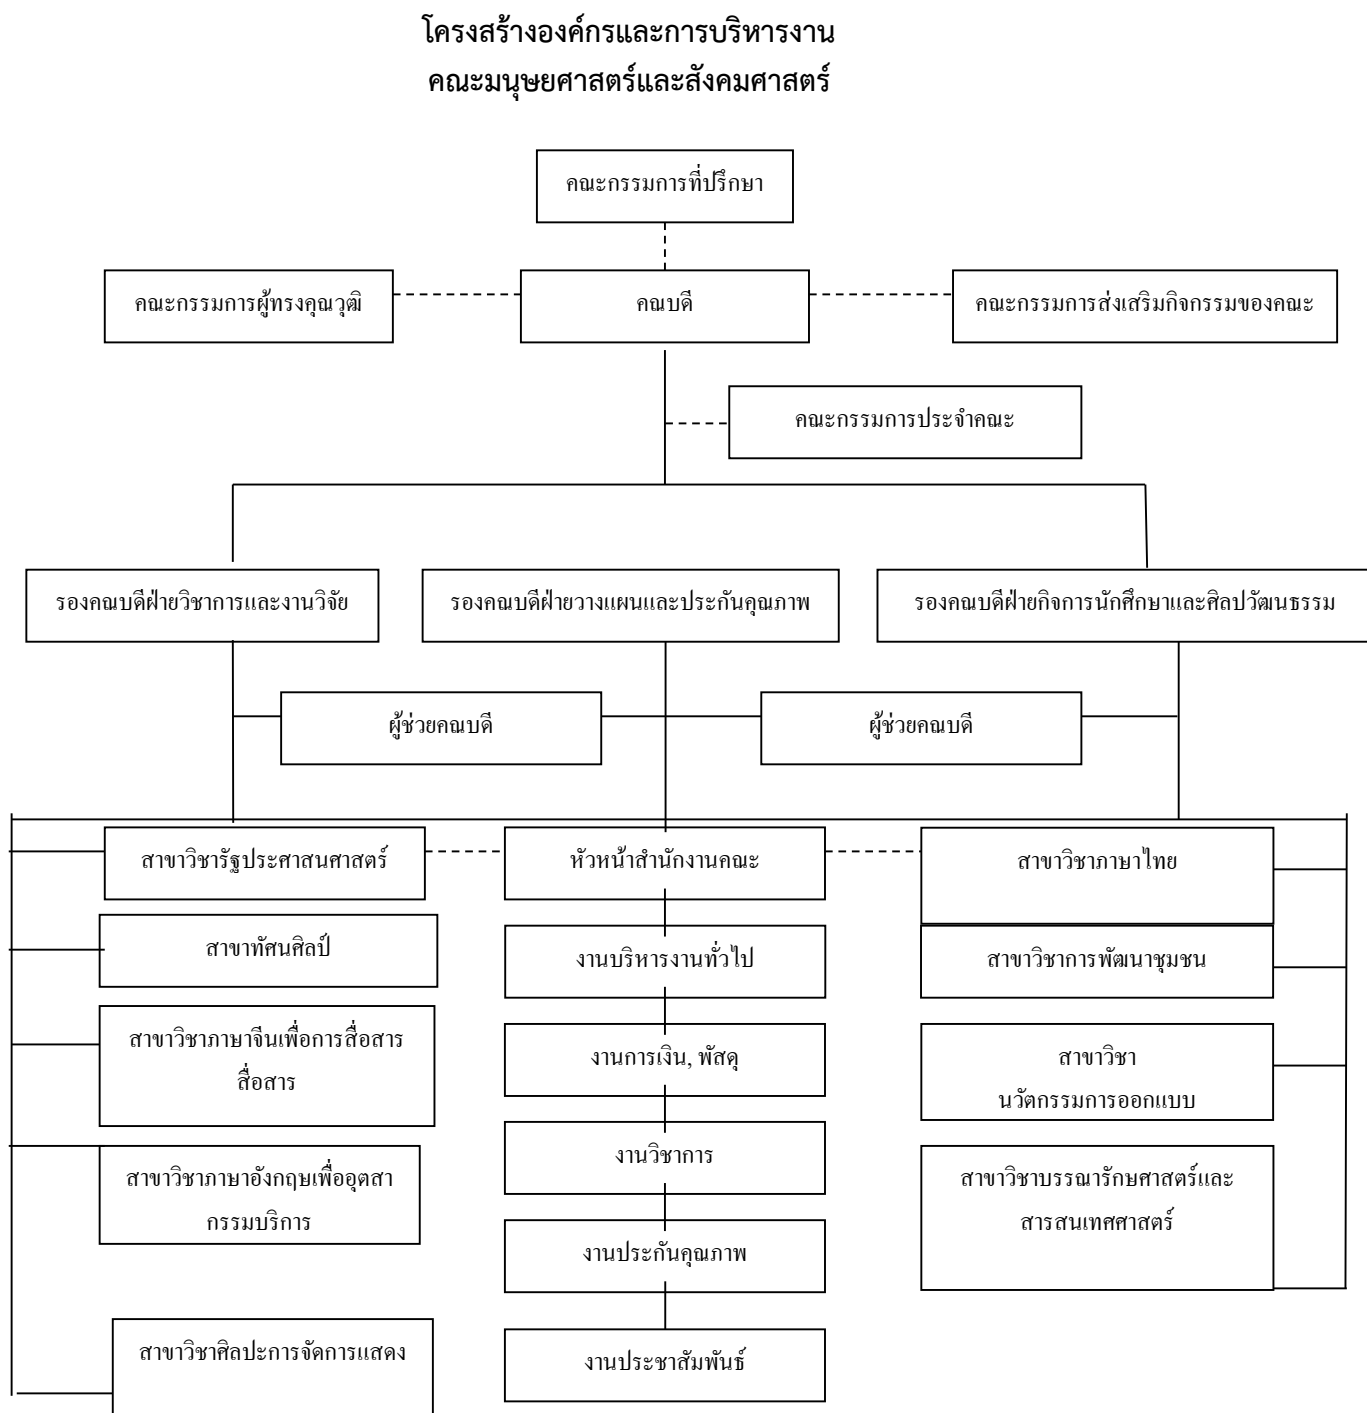 โครงสร้างองค์กรและการบริหารงาน
คณะมนุษยศาสตร์และสังคมศาสตร์
คณะกรรมการที่ปรึกษา
คณะกรรมการผู้ทรงคุณวุฒิ
คณบดี
คณะกรรมการส่งเสริมกิจกรรมของคณะ
คณะกรรมการประจำคณะ
รองคณบดีฝ่ายวิชาการและงานวิจัย
รองคณบดีฝ่ายวางแผนและประกันคุณภาพ
รองคณบดีฝ่ายกิจการนักศึกษาและศิลปวัฒนธรรม
ผู้ช่วยคณบดี
ผู้ช่วยคณบดี
สาขาวิชารัฐประศาสนศาสตร์
หัวหน้าสำนักงานคณะ
สาขาวิชาภาษาไทย
สาขาทัศนศิลป์
งานบริหารงานทั่วไป
สาขาวิชาการพัฒนาชุมชน
สาขาวิชาภาษาจีนเพื่อการสื่อสาร
สื่อสาร
งานการเงิน, พัสดุ
สาขาวิชา
นวัตกรรมการออกแบบ
สาขาวิชาภาษาอังกฤษเพื่ออุตสา
กรรมบริการ
งานวิชาการ
สาขาวิชาบรรณารักษศาสตร์และ
สารสนเทศศาสตร์
งานประกันคุณภาพ
สาขาวิชาศิลปะการจัดการแสดง
งานประชาสัมพันธ์